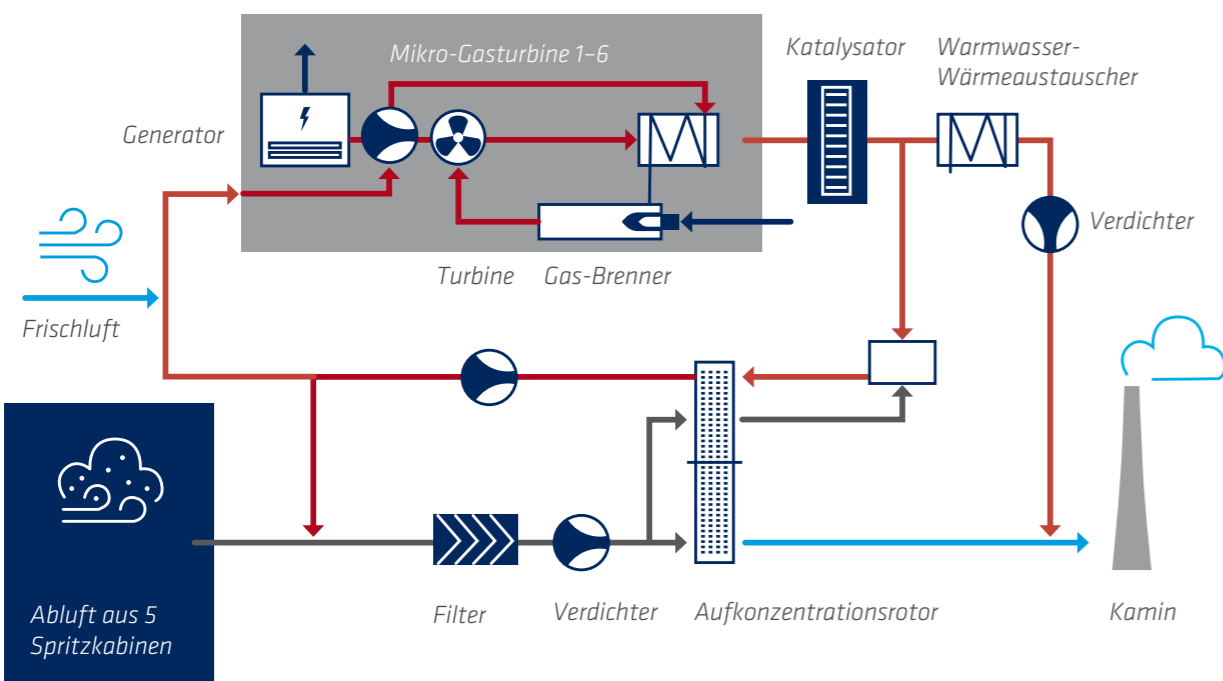 Mikro-Gasturbine 1–6
Katalysator
Warmwasser-
Wärmeaustauscher
Generator
Verdichter
Turbine
Gas-Brenner
Frischluft
Abluft aus 5
Spritzkabinen
Filter
Verdichter
Aufkonzentrationsrotor
Kamin